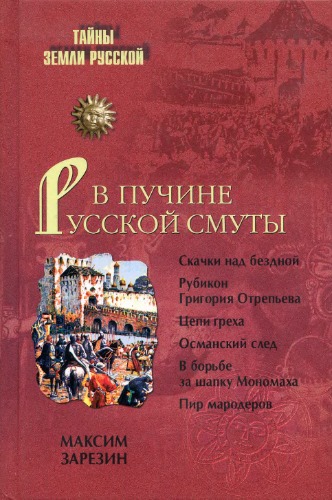 ТАЙНЫ
ЗЕМЛИ РУССКОЙ
В ПУЧИНЕ
РУССКОЙ СМУТЫ
Скачки над бездной
Рубикон
Григория Отрепьева
Цепи греха
Османский след
В борьбе
за шапку Мономаха
Пир мародеров
МАКСИМ
ЗАРЕЗИН